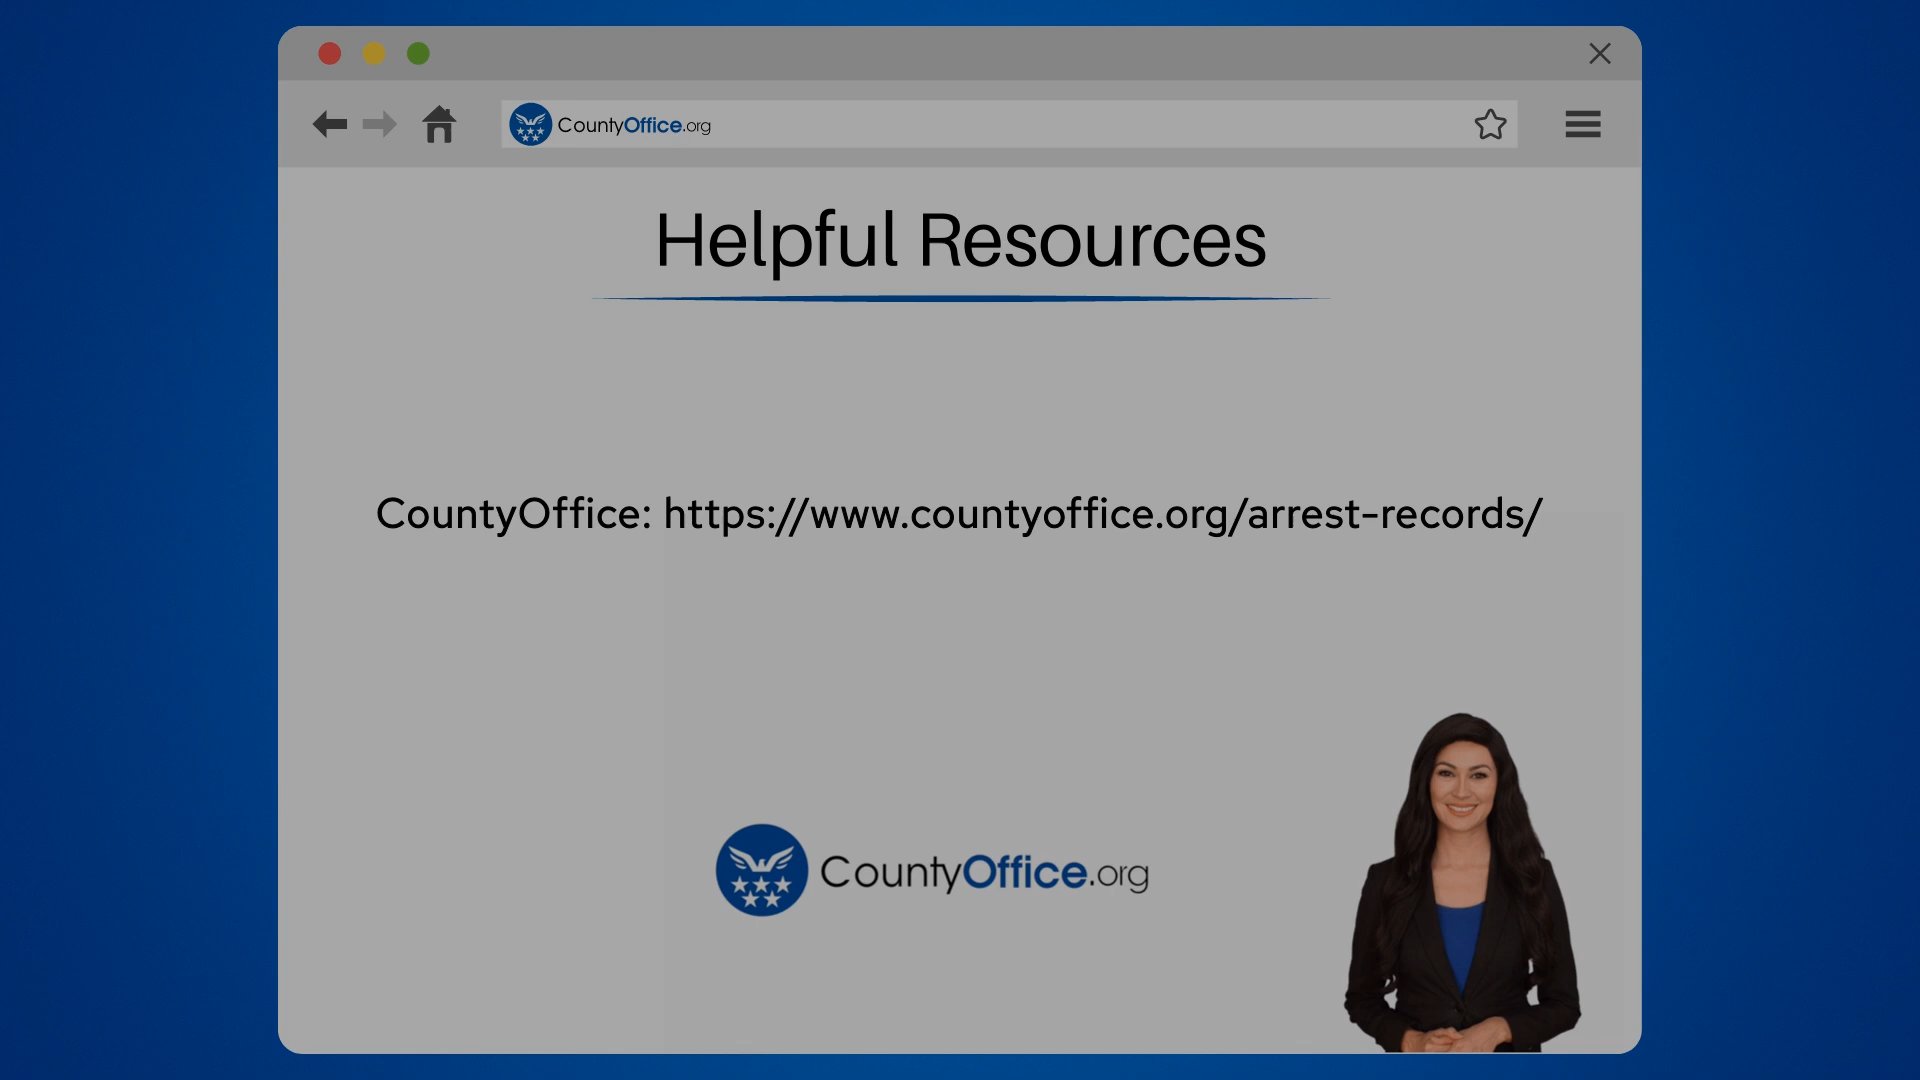 CountyOffice.org
Helpful Resources
CountyOffice: https://www.countyoffice.org/arrest-records/
CountyOffice.org